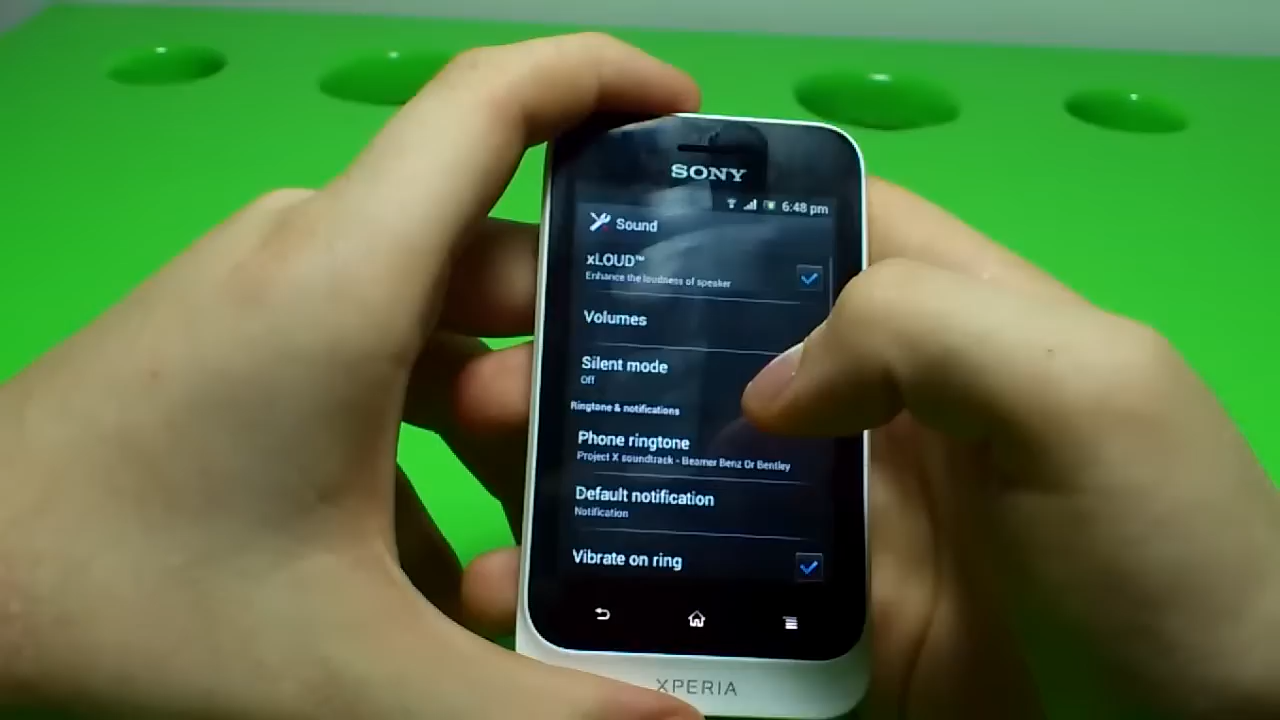 SONY
6:48 pm
Sound
xLOUD™
Enhance the loudness of speaker
Volumes
Silent mode
Off
Ringtone & notifications
Phone ringtone
Project X soundtrack - Beamer Benz Or Bentley
Default notification
Notification
Vibrate on ring
XPERIA